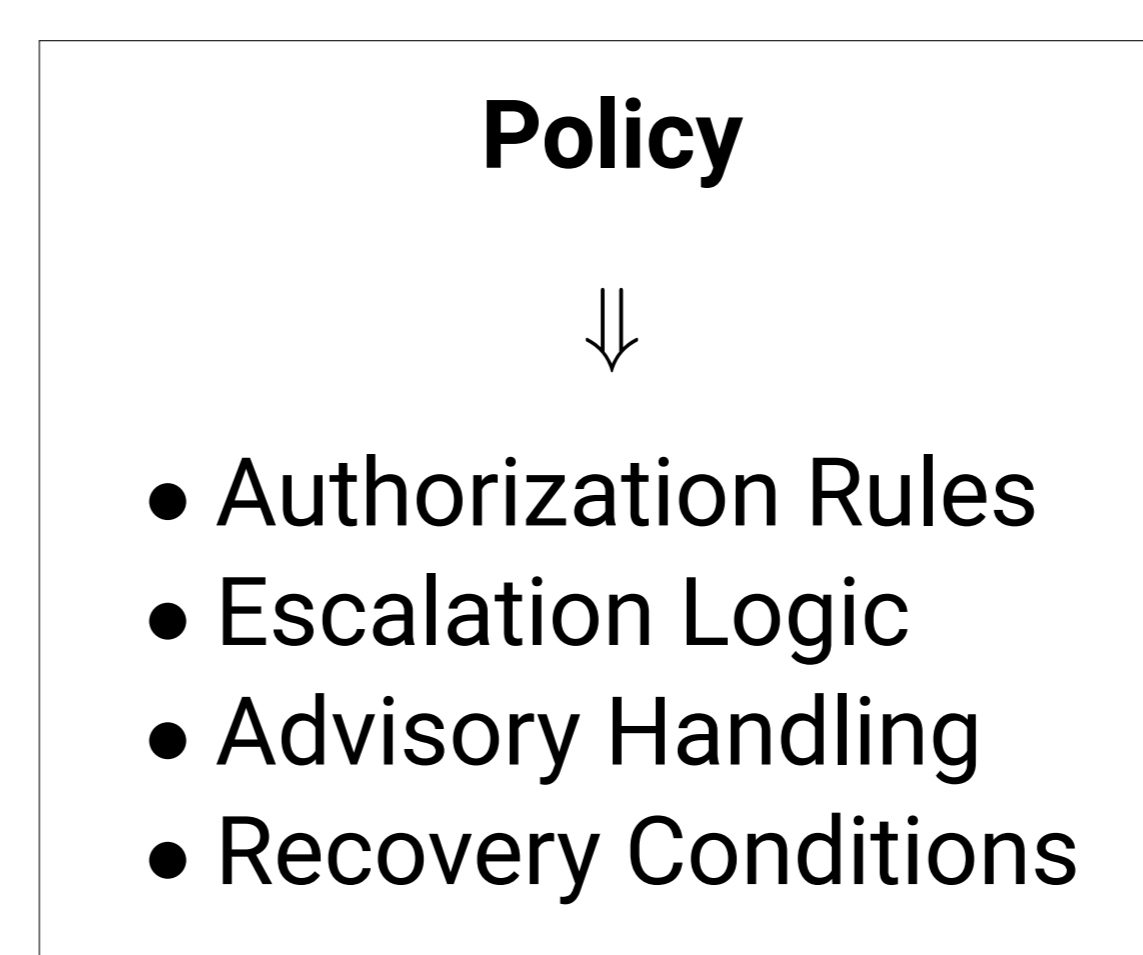 Policy
⇓
● Authorization Rules
● Escalation Logic
● Advisory Handling
● Recovery Conditions